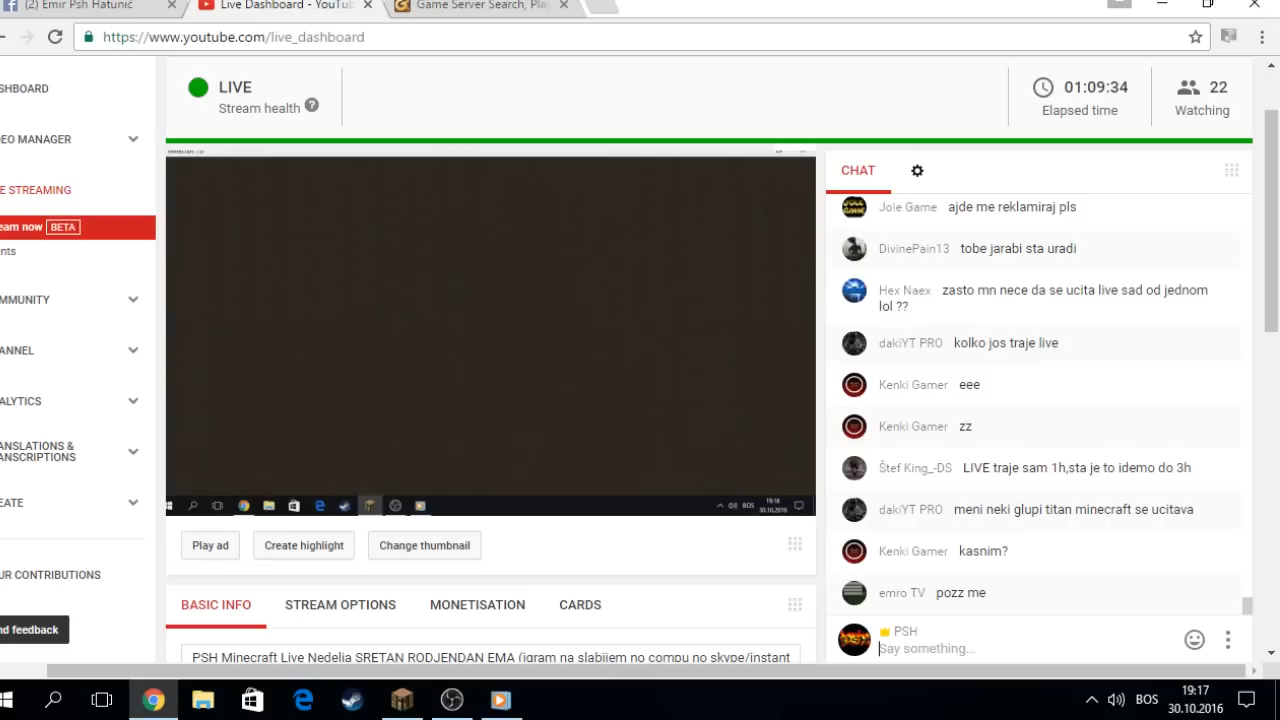 (2) Emir Psh Hatunić
Live Dashboard - YouTu
Game Server Search, Pla
https://www.youtube.com/live_dashboard
SHBOARD
EO MANAGER
E STREAMING
eam now BETA
nts
MMUNITY
ANNEL
ALYTICS
ANSLATIONS &
ANSCRIPTIONS
EATE
UR CONTRIBUTIONS
nd feedback
LIVE
Stream health ?
01:09:34
Elapsed time
22
Watching
BOS
19:16
30.10.2016
Play ad
Create highlight
Change thumbnail
BASIC INFO
STREAM OPTIONS
MONETISATION
CARDS
PSH Minecraft Live Nedelja SRETAN RODJENDAN EMA (igram na slabijem no compu no skype/instant
CHAT
Jole Game ajde me reklamiraj pls
DivinePain13 tobe jarabi sta uradi
Hex Naex zasto mn nece da se ucita live sad od jednom
lol ??
dakiYT PRO kolko jos traje live
Kenki Gamer eee
Kenki Gamer zz
Štef King_-DS LIVE traje sam 1h,sta je to idemo do 3h
dakiYT PRO meni neki glupi titan minecraft se ucitava
Kenki Gamer kasnim?
emro TV pozz me
PSH
Say something...
BOS
19:17
30.10.2016